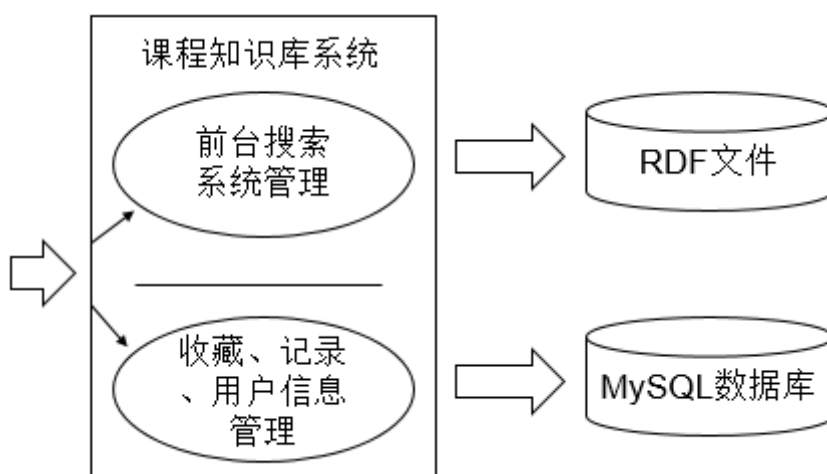 课程知识库系统
前台搜索
系统管理
RDF文件
收藏、记录
、用户信息
管理
MySQL数据库